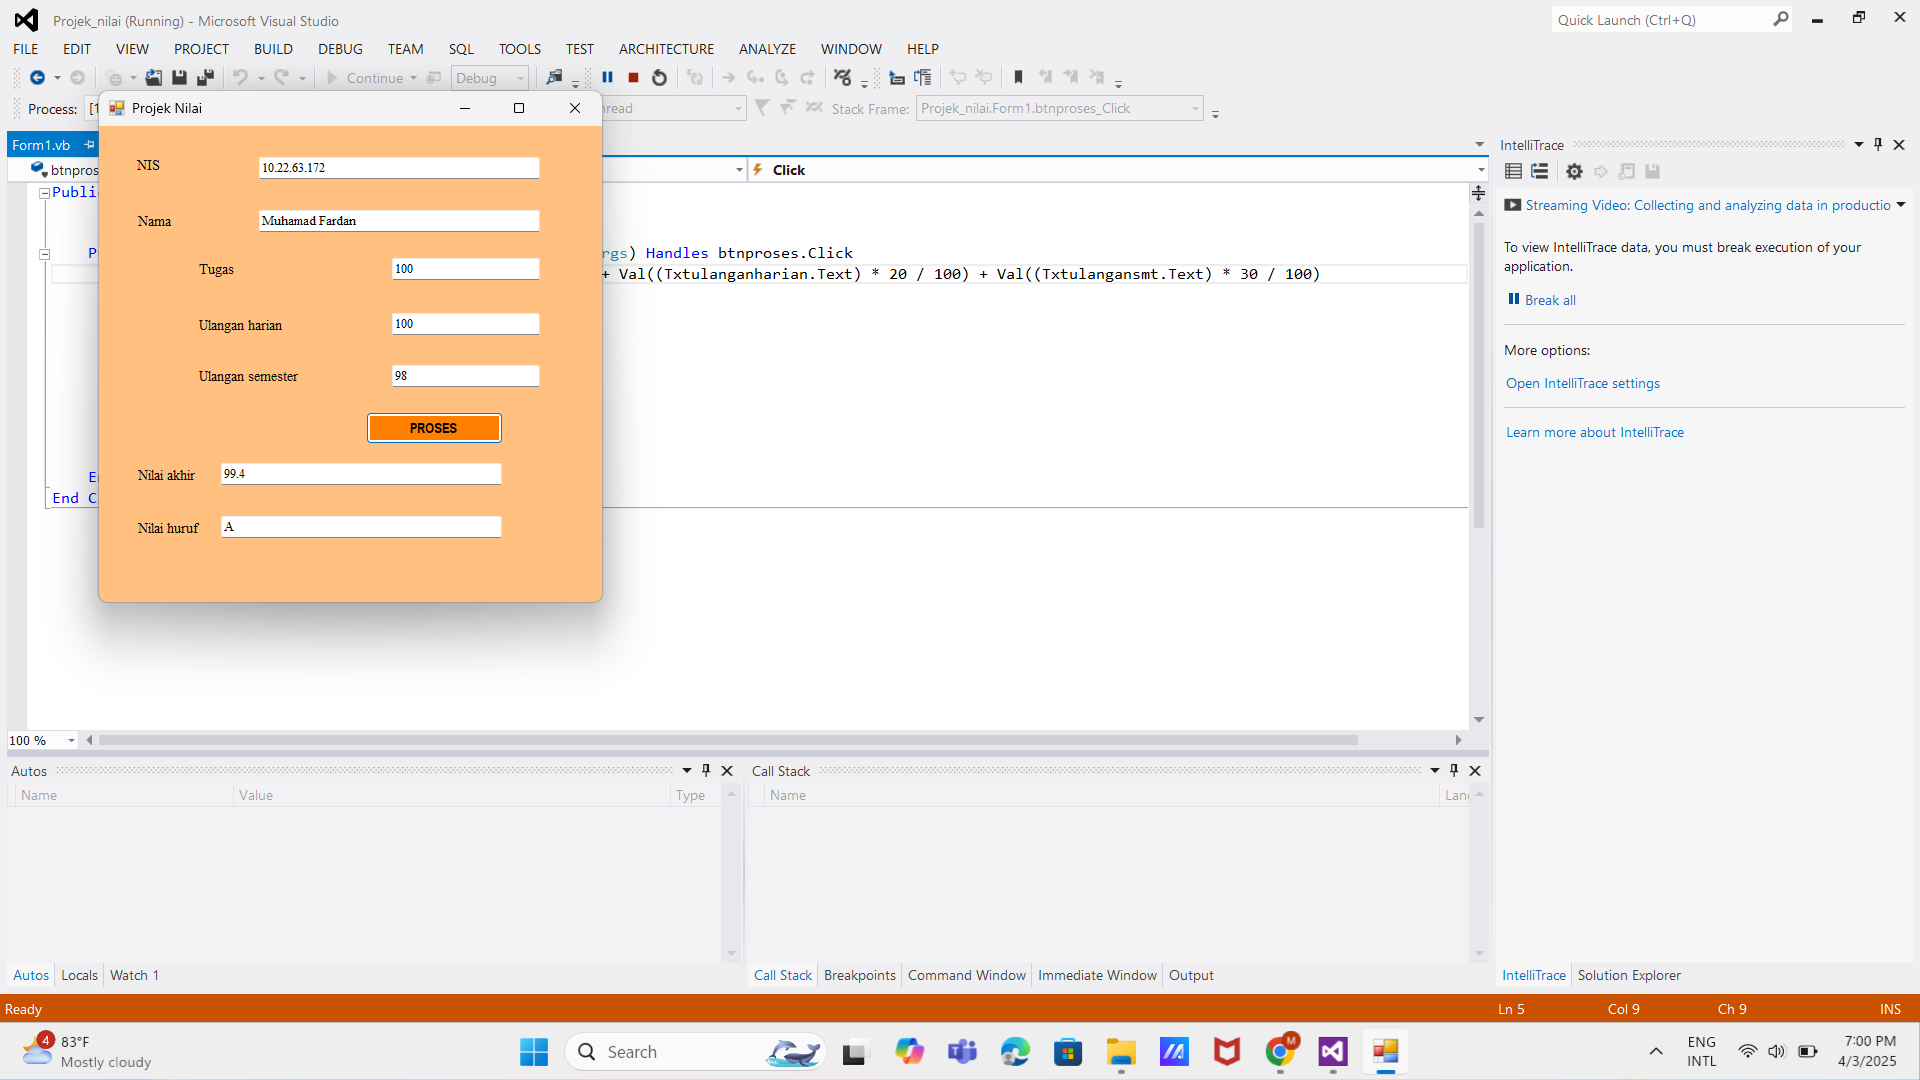 Projek_nilai (Running) - Microsoft Visual Studio
Quick Launch (Ctrl+Q)
FILE EDIT VIEW PROJECT BUILD DEBUG TEAM SQL TOOLS TEST ARCHITECTURE ANALYZE WINDOW HELP
Continue Debug
Process: [1 Stack Frame: Projek_nilai.Form1.btnproses_Click
Projek Nilai
NIS 10.22.63.172
Nama Muhamad Fardan
Tugas 100
Ulangan harian 100
Ulangan semester 98
PROSES
Nilai akhir 99.4
Nilai huruf A
Form1.vb
btnpros Click
Public
rgs) Handles btnproses.Click
+ Val((Txtulanganharian.Text) * 20 / 100) + Val((Txtulangansmt.Text) * 30 / 100)
End C
100 %
IntelliTrace
Streaming Video: Collecting and analyzing data in productio
To view IntelliTrace data, you must break execution of your
application.
Break all
More options:
Open IntelliTrace settings
Learn more about IntelliTrace
Autos
Name Value Type
Autos Locals Watch 1
Call Stack
Name Lang
Call Stack Breakpoints Command Window Immediate Window Output
IntelliTrace Solution Explorer
Ready Ln 5 Col 9 Ch 9 INS
4 83°F
Mostly cloudy
Search
M
ENG
INTL
7:00 PM
4/3/2025